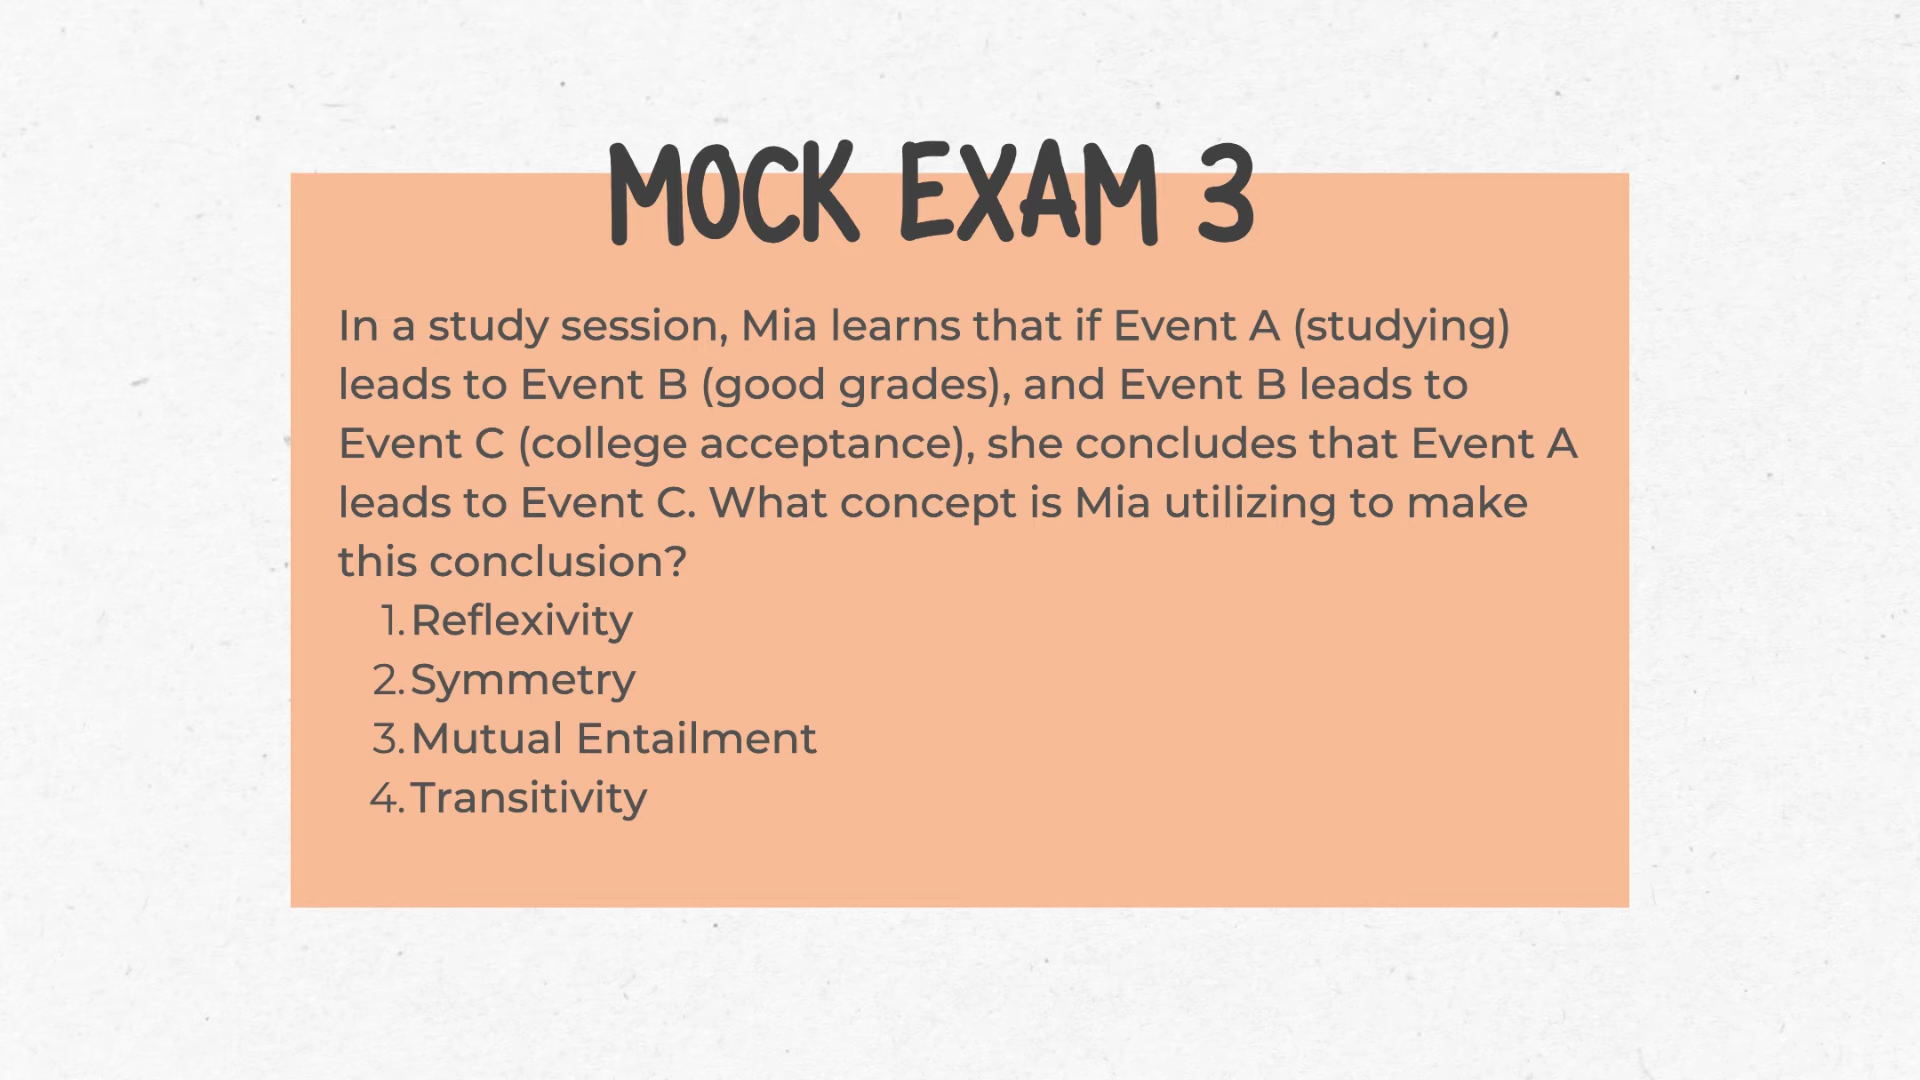 MOCK EXAM 3
In a study session, Mia learns that if Event A (studying)
leads to Event B (good grades), and Event B leads to
Event C (college acceptance), she concludes that Event A
leads to Event C. What concept is Mia utilizing to make
this conclusion?
1. Reflexivity
2. Symmetry
3. Mutual Entailment
4. Transitivity